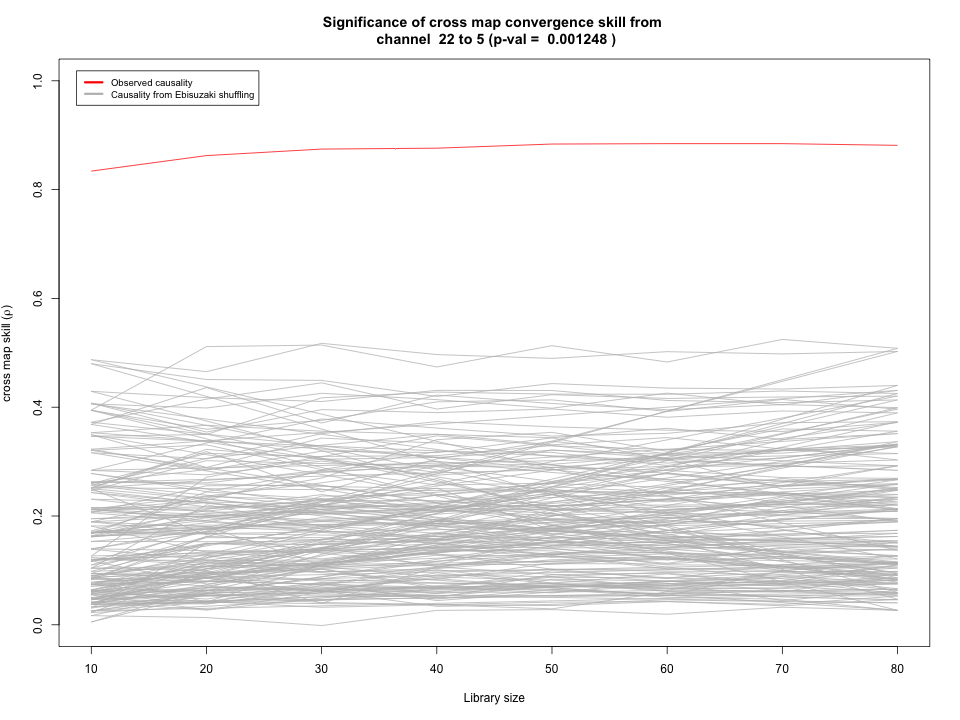 Significance of cross map convergence skill from
channel  22 to 5 (p-val =  0.001248 )
Observed causality
Causality from Ebisuzaki shuffling
cross map skill (ρ)
1.0
0.8
0.6
0.4
0.2
0.0
10 20 30 40 50 60 70 80
Library size